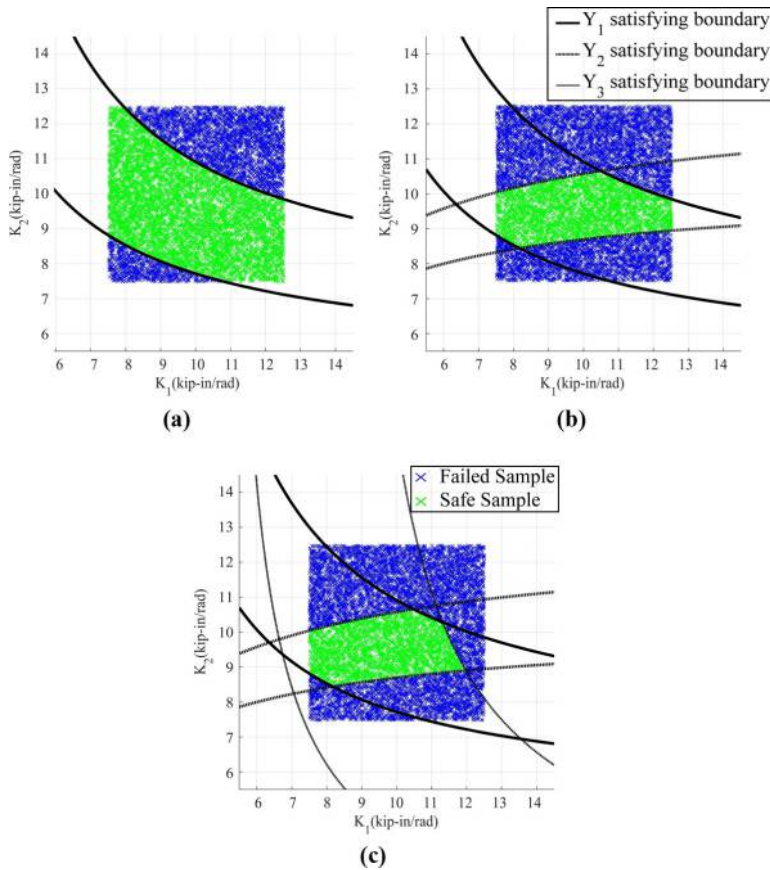 Y1 satisfying boundary
Y2 satisfying boundary
Y3 satisfying boundary
14
13
12
11
10
9
8
7
6
K2(kip-in/rad)
6 7 8 9 10 11 12 13 14
K1(kip-in/rad)
(a)
14
13
12
11
10
9
8
7
6
K2(kip-in/rad)
6 7 8 9 10 11 12 13 14
K1(kip-in/rad)
(b)
Failed Sample
Safe Sample
14
13
12
11
10
9
8
7
6
K2(kip-in/rad)
6 7 8 9 10 11 12 13 14
K1(kip-in/rad)
(c)